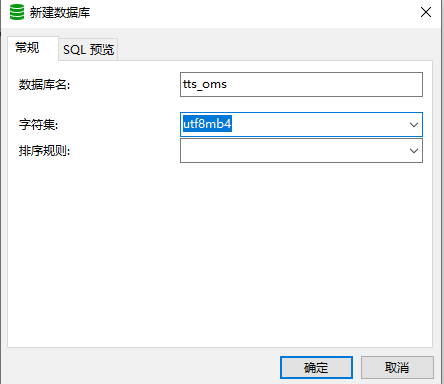 新建数据库
常规
SQL 预览
数据库名:
tts_oms
字符集:
utf8mb4
排序规则:
确定
取消